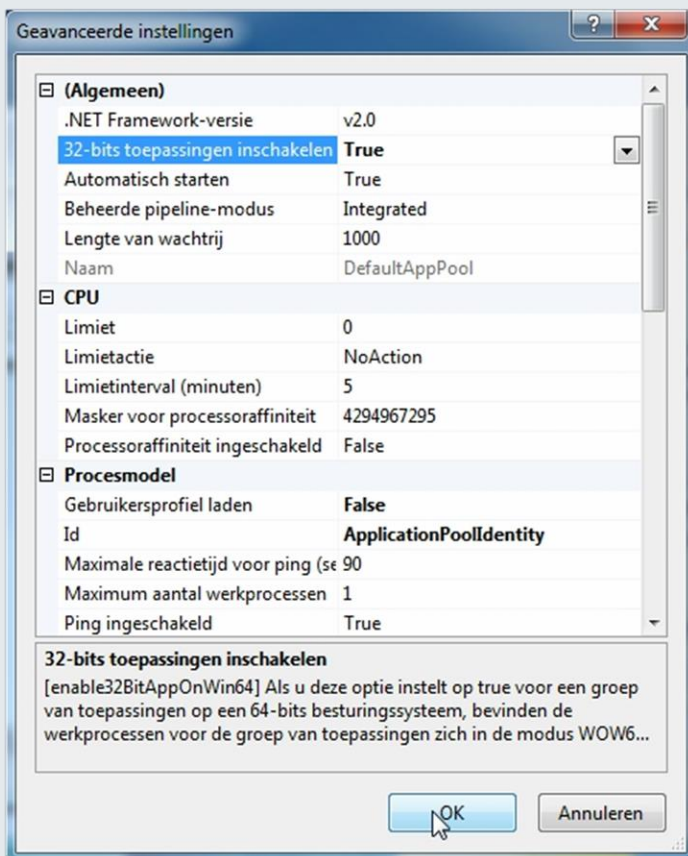 Geavanceerde instellingen
(Algemeen)
.NET Framework-versie v2.0
32-bits toepassingen inschakelen True
Automatisch starten True
Beheerde pipeline-modus Integrated
Lengte van wachtrij 1000
Naam DefaultAppPool
CPU
Limiet 0
Limietactie NoAction
Limietinterval (minuten) 5
Masker voor processoraffiniteit 4294967295
Processoraffiniteit ingeschakeld False
Procesmodel
Gebruikersprofiel laden False
Id ApplicationPoolIdentity
Maximale reactietijd voor ping (se 90
Maximum aantal werkprocessen 1
Ping ingeschakeld True
32-bits toepassingen inschakelen
[enable32BitAppOnWin64] Als u deze optie instelt op true voor een groep
van toepassingen op een 64-bits besturingssysteem, bevinden de
werkprocessen voor de groep van toepassingen zich in de modus WOW6...
OK Annuleren